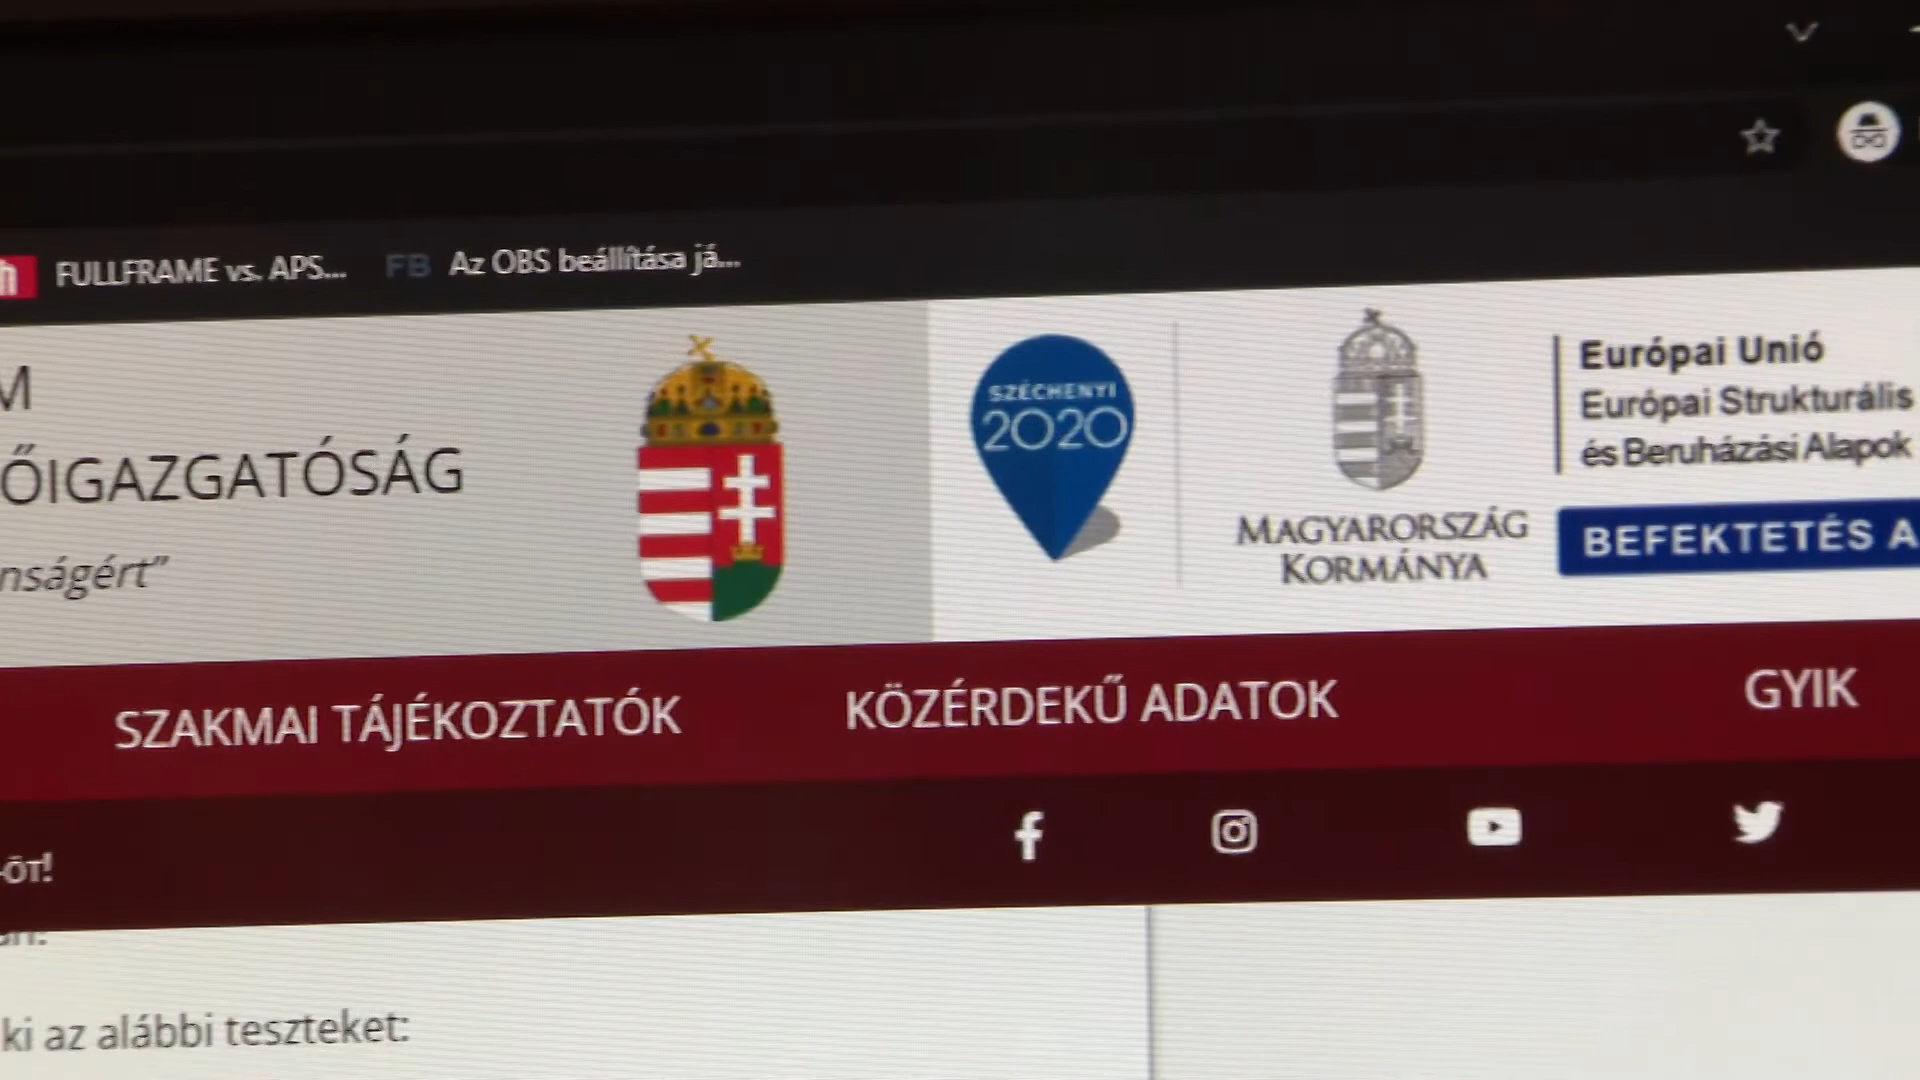 FULLFRAME vs. APS...
FB Az OBS beállítása já...
M
ŐIGAZGATÓSÁG
nságért”
SZÉCHENYI
2020
MAGYARORSZÁG
KORMÁNYA
Európai Unió
Európai Strukturális
és Beruházási Alapok
BEFEKTETÉS A
SZAKMAI TÁJÉKOZTATÓK
KÖZÉRDEKŰ ADATOK
GYIK
-ÖT!
ki az alábbi teszteket: